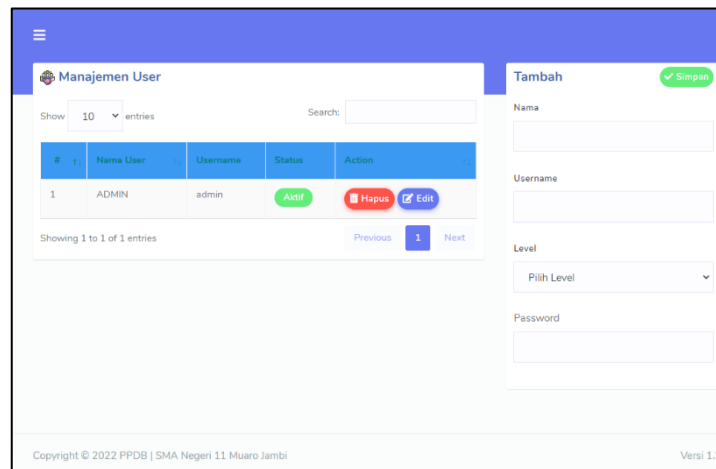 Manajemen User
Show 10 entries
Search:
# Nama User Username Status Action
1 ADMIN admin Aktif Hapus Edit
Showing 1 to 1 of 1 entries
Previous 1 Next
Tambah
Simpan
Nama
Username
Level
Pilih Level
Password
Copyright © 2022 PPDB | SMA Negeri 11 Muaro Jambi
Versi 1.